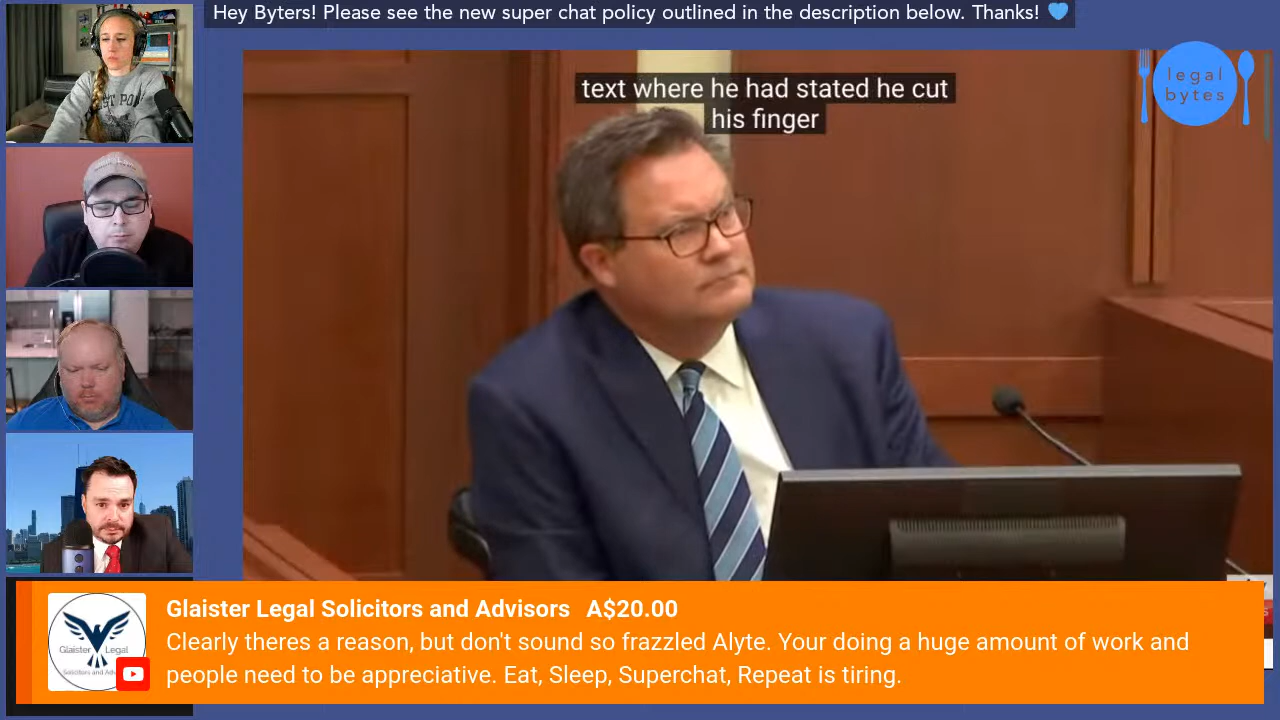 Hey Byters! Please see the new super chat policy outlined in the description below. Thanks! 💙
legal
bytes
text where he had stated he cut
his finger
Glaister Legal Solicitors and Advisors A$20.00
Clearly theres a reason, but don't sound so frazzled Alyte. Your doing a huge amount of work and
people need to be appreciative. Eat, Sleep, Superchat, Repeat is tiring.
Glaister Legal